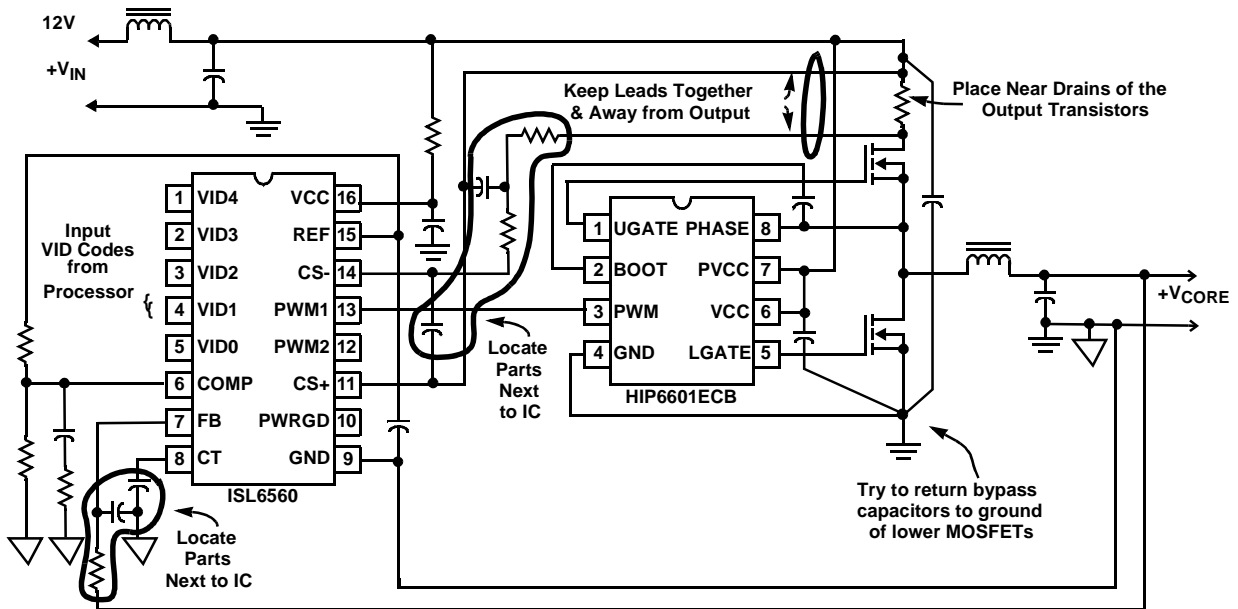 12V
+VIN
Keep Leads Together
& Away from Output
Place Near Drains of the
Output Transistors
Input
VID Codes
from
Processor
{
1 VID4
2 VID3
3 VID2
4 VID1
5 VID0
6 COMP
7 FB
8 CT
VCC 16
REF 15
CS- 14
PWM1 13
PWM2 12
CS+ 11
PWRGD 10
GND 9
ISL6560
1 UGATE
2 BOOT
3 PWM
4 GND
PHASE 8
PVCC 7
VCC 6
LGATE 5
HIP6601ECB
Locate
Parts
Next
to IC
+VCORE
Locate
Parts
Next to IC
Try to return bypass
capacitors to ground
of lower MOSFETs